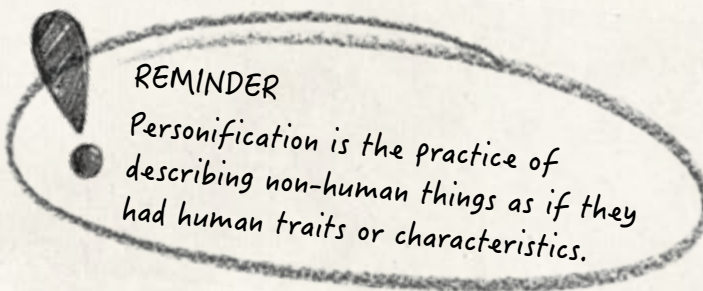 REMINDER
Personification is the practice of
describing non-human things as if they
had human traits or characteristics.